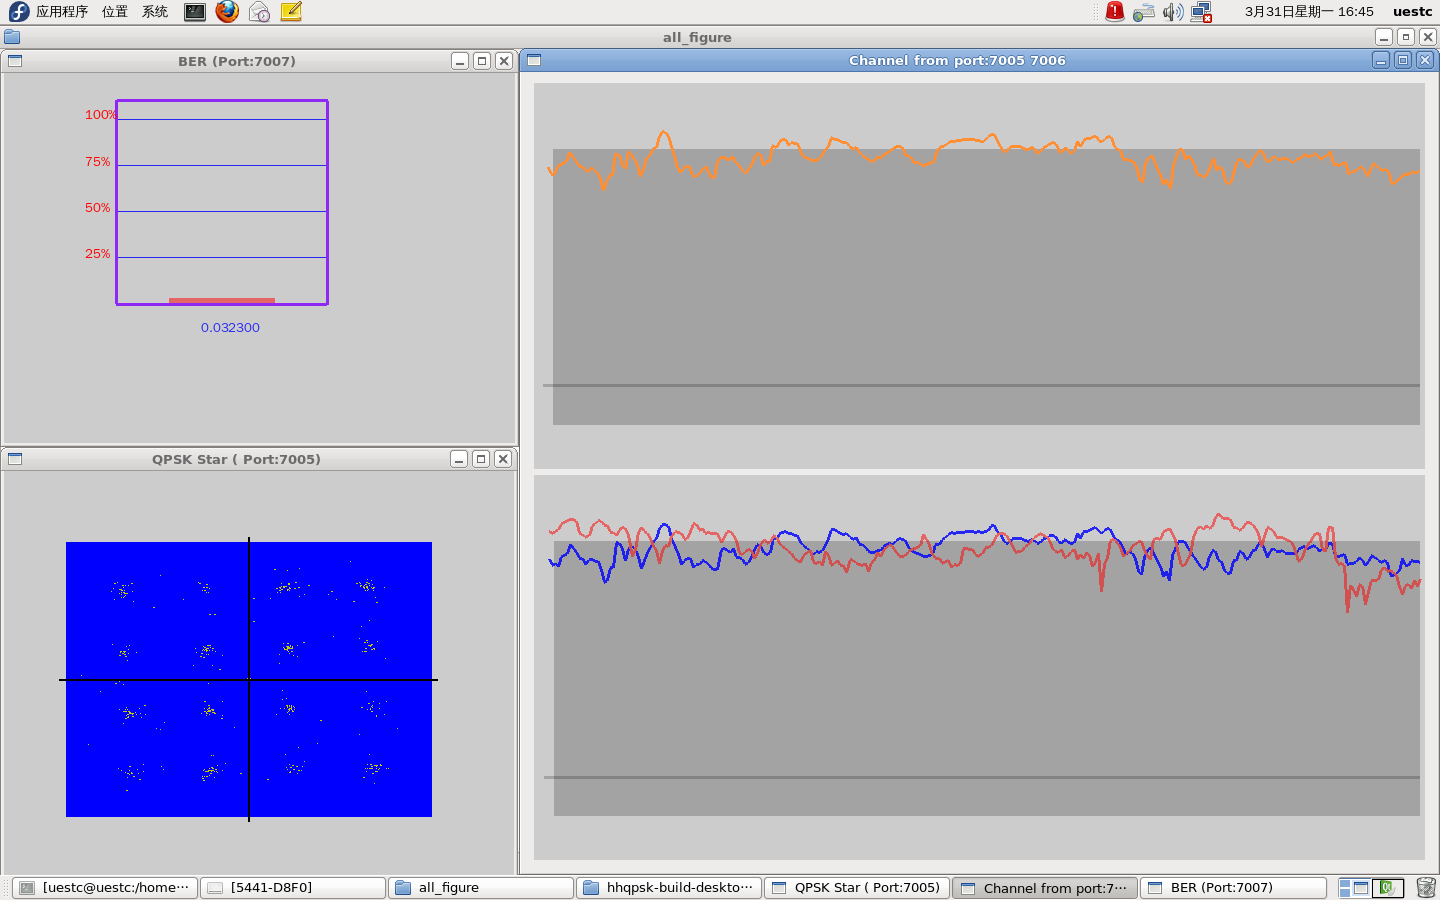 应用程序 位置 系统 3月31日星期一 16:45 uestc
all_figure
BER (Port:7007)
100%
75%
50%
25%
0.032300
Channel from port:7005 7006
QPSK Star ( Port:7005)
[uestc@uestc:/home··· [5441-D8F0] all_figure hhqpsk-build-deskto··· QPSK Star ( Port:7005) Channel from port:7··· BER (Port:7007)